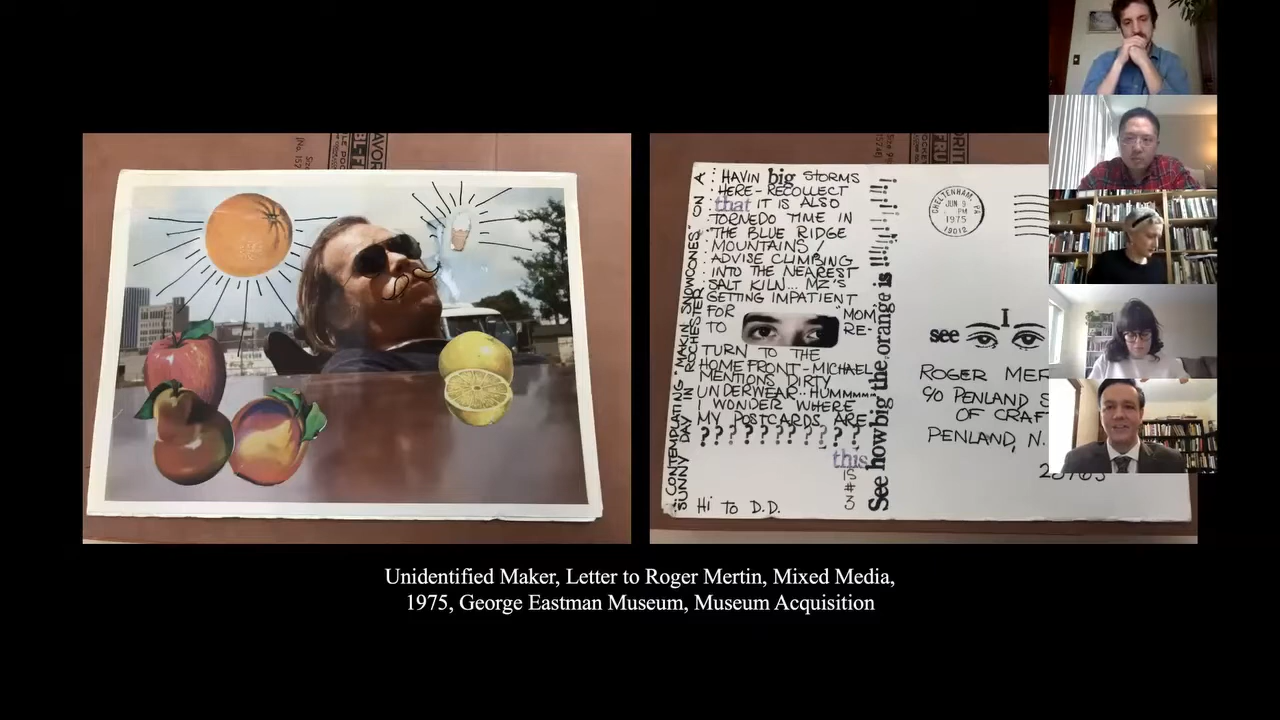 A
HAVIN big STORMS
HERE - RECOLLECT
that IT IS ALSO
TORNEDO TIME IN
THE BLUE RIDGE
MOUNTAINS /
ADVISE CLIMBING
INTO THE NEAREST
SALT KILN... MZ'S
GETTING IMPATIENT
FOR "MOM
TO RE-
TURN TO THE
HOME FRONT - MICHAEL
MENTIONS DIRTY
UNDERWEAR.. HUMMMM
I WONDER WHERE
MY POSTCARDS ARE
? ? ? ? ? ? ? ? ? ? ?
this
IS
#
3
Hi TO D.D.
CONTEMPLATING MAKIN SNOWCONES ON A
SUNNY DAY IN ROCHESTER
See how big the orange is !!!!!!!!
CHELTENHAM, PA
JUN 9
PM
1975
19012
see I
ROGER MER
c/o PENLAND S
OF CRAF
PENLAND, N.
Unidentified Maker, Letter to Roger Mertin, Mixed Media,
1975, George Eastman Museum, Museum Acquisition